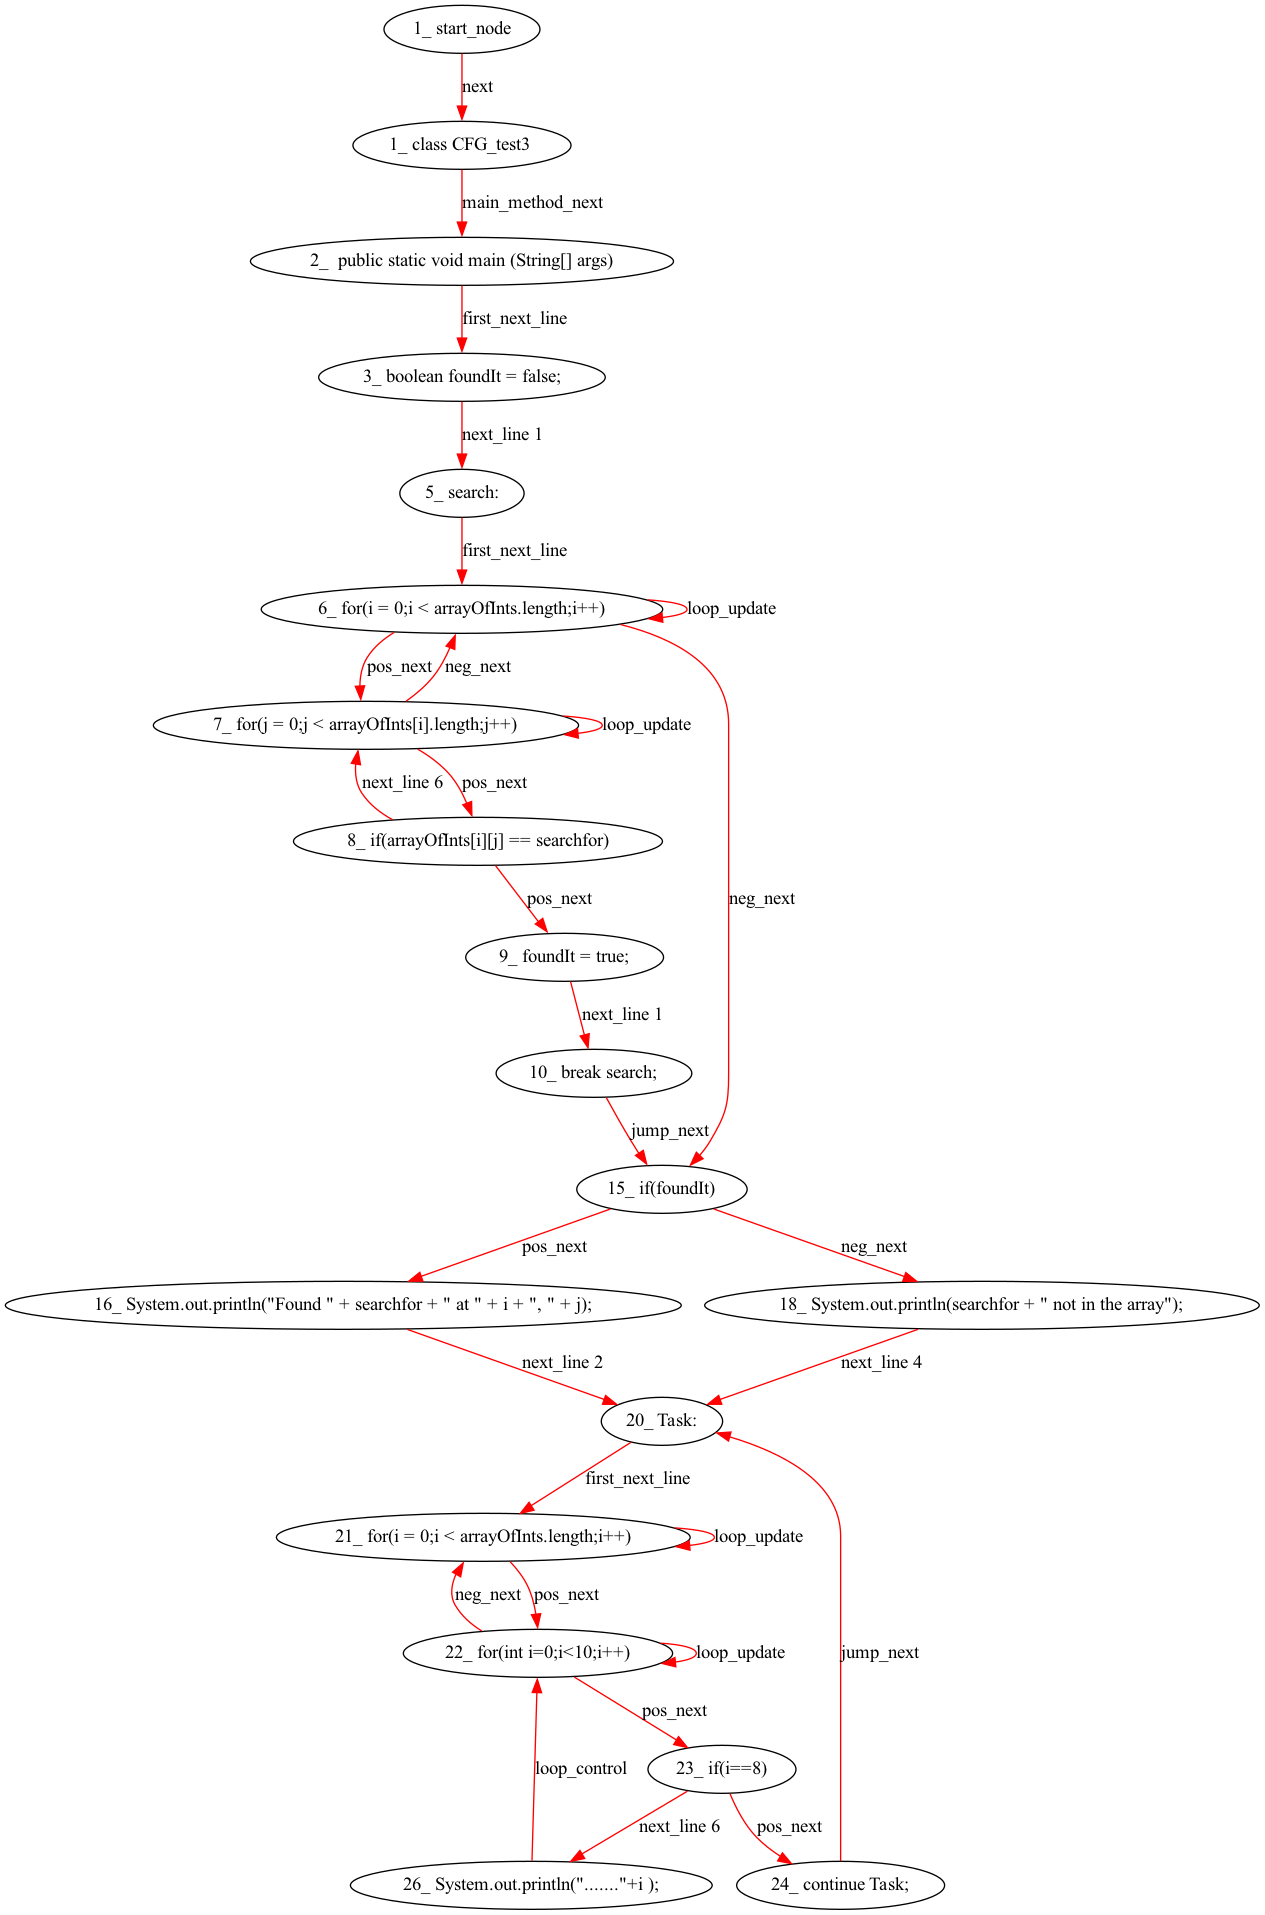 1_ start_node
next
1_ class CFG_test3
main_method_next
2_  public static void main (String[] args)
first_next_line
3_ boolean foundIt = false;
next_line 1
5_ search:
first_next_line
6_ for(i = 0;i < arrayOfInts.length;i++)
loop_update
pos_next
neg_next
7_ for(j = 0;j < arrayOfInts[i].length;j++)
loop_update
next_line 6
pos_next
8_ if(arrayOfInts[i][j] == searchfor)
pos_next
neg_next
9_ foundIt = true;
next_line 1
10_ break search;
jump_next
15_ if(foundIt)
pos_next
neg_next
16_ System.out.println("Found " + searchfor + " at " + i + ", " + j);
18_ System.out.println(searchfor + " not in the array");
next_line 2
next_line 4
20_ Task:
first_next_line
21_ for(i = 0;i < arrayOfInts.length;i++)
loop_update
neg_next
pos_next
22_ for(int i=0;i<10;i++)
loop_update
jump_next
pos_next
23_ if(i==8)
loop_control
next_line 6
pos_next
26_ System.out.println("......."+i );
24_ continue Task;